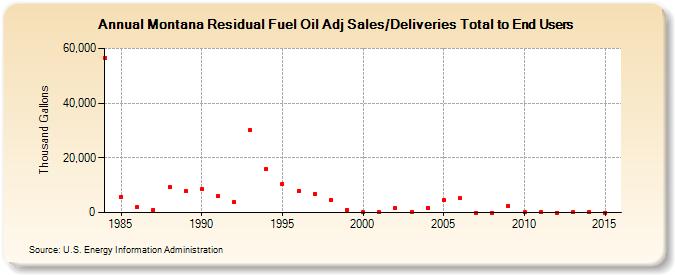 Annual Montana Residual Fuel Oil Adj Sales/Deliveries Total to End Users
Thousand Gallons
60,000
40,000
20,000
0
1985 1990 1995 2000 2005 2010 2015
Source: U.S. Energy Information Administration